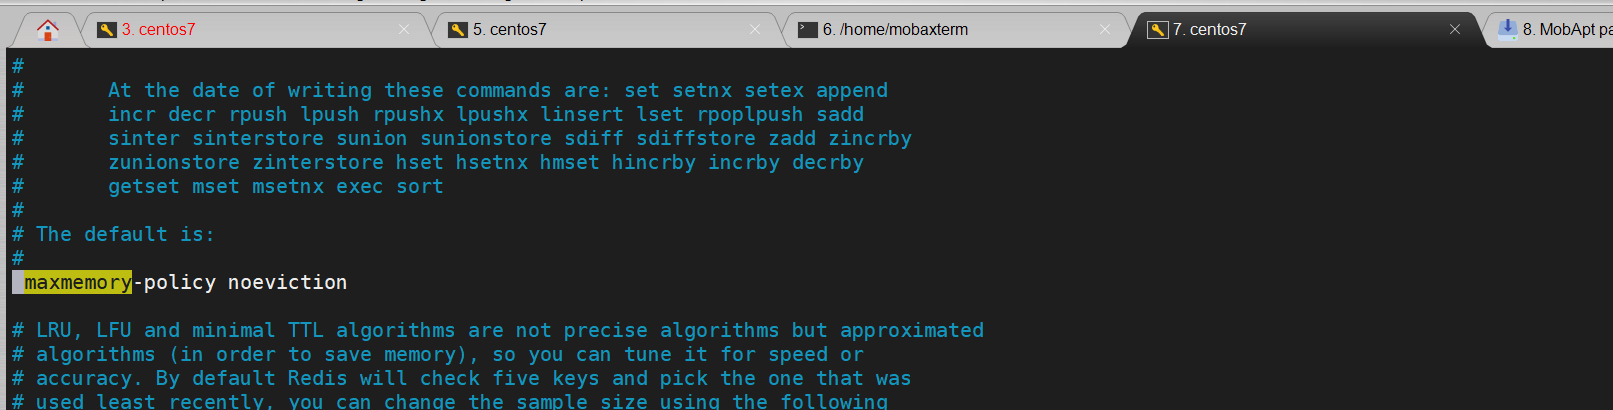 3. centos7
5. centos7
6. /home/mobaxterm
7. centos7
8. MobApt pa
#
# At the date of writing these commands are: set setnx setex append
# incr decr rpush lpush rpushx lpushx linsert lset rpoplpush sadd
# sinter sinterstore sunion sunionstore sdiff sdiffstore zadd zincrby
# zunionstore zinterstore hset hsetnx hmset hincrby incrby decrby
# getset mset msetnx exec sort
#
# The default is:
#
maxmemory-policy noeviction
# LRU, LFU and minimal TTL algorithms are not precise algorithms but approximated
# algorithms (in order to save memory), so you can tune it for speed or
# accuracy. By default Redis will check five keys and pick the one that was
# used least recently, you can change the sample size using the following